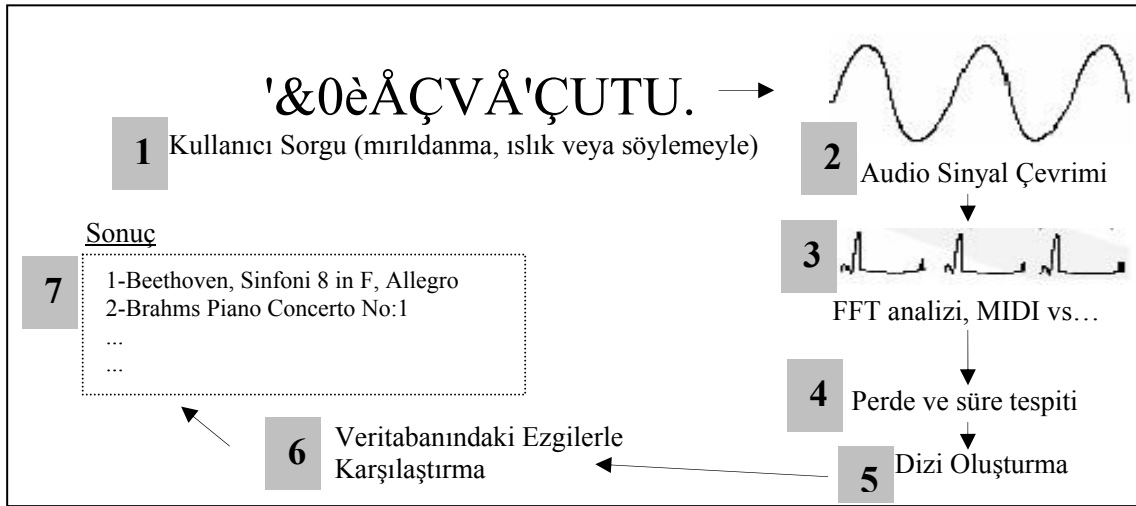 '&0èÅÇVÅ'ÇUTU.
1 Kullanıcı Sorgu (mırıldanma, ıslık veya söylemeyle)
2 Audio Sinyal Çevrimi
3
FFT analizi, MIDI vs…
4 Perde ve süre tespiti
5 Dizi Oluşturma
6 Veritabanındaki Ezgilerle
Karşılaştırma
Sonuç
7
1-Beethoven, Sinfoni 8 in F, Allegro
2-Brahms Piano Concerto No:1
...
...